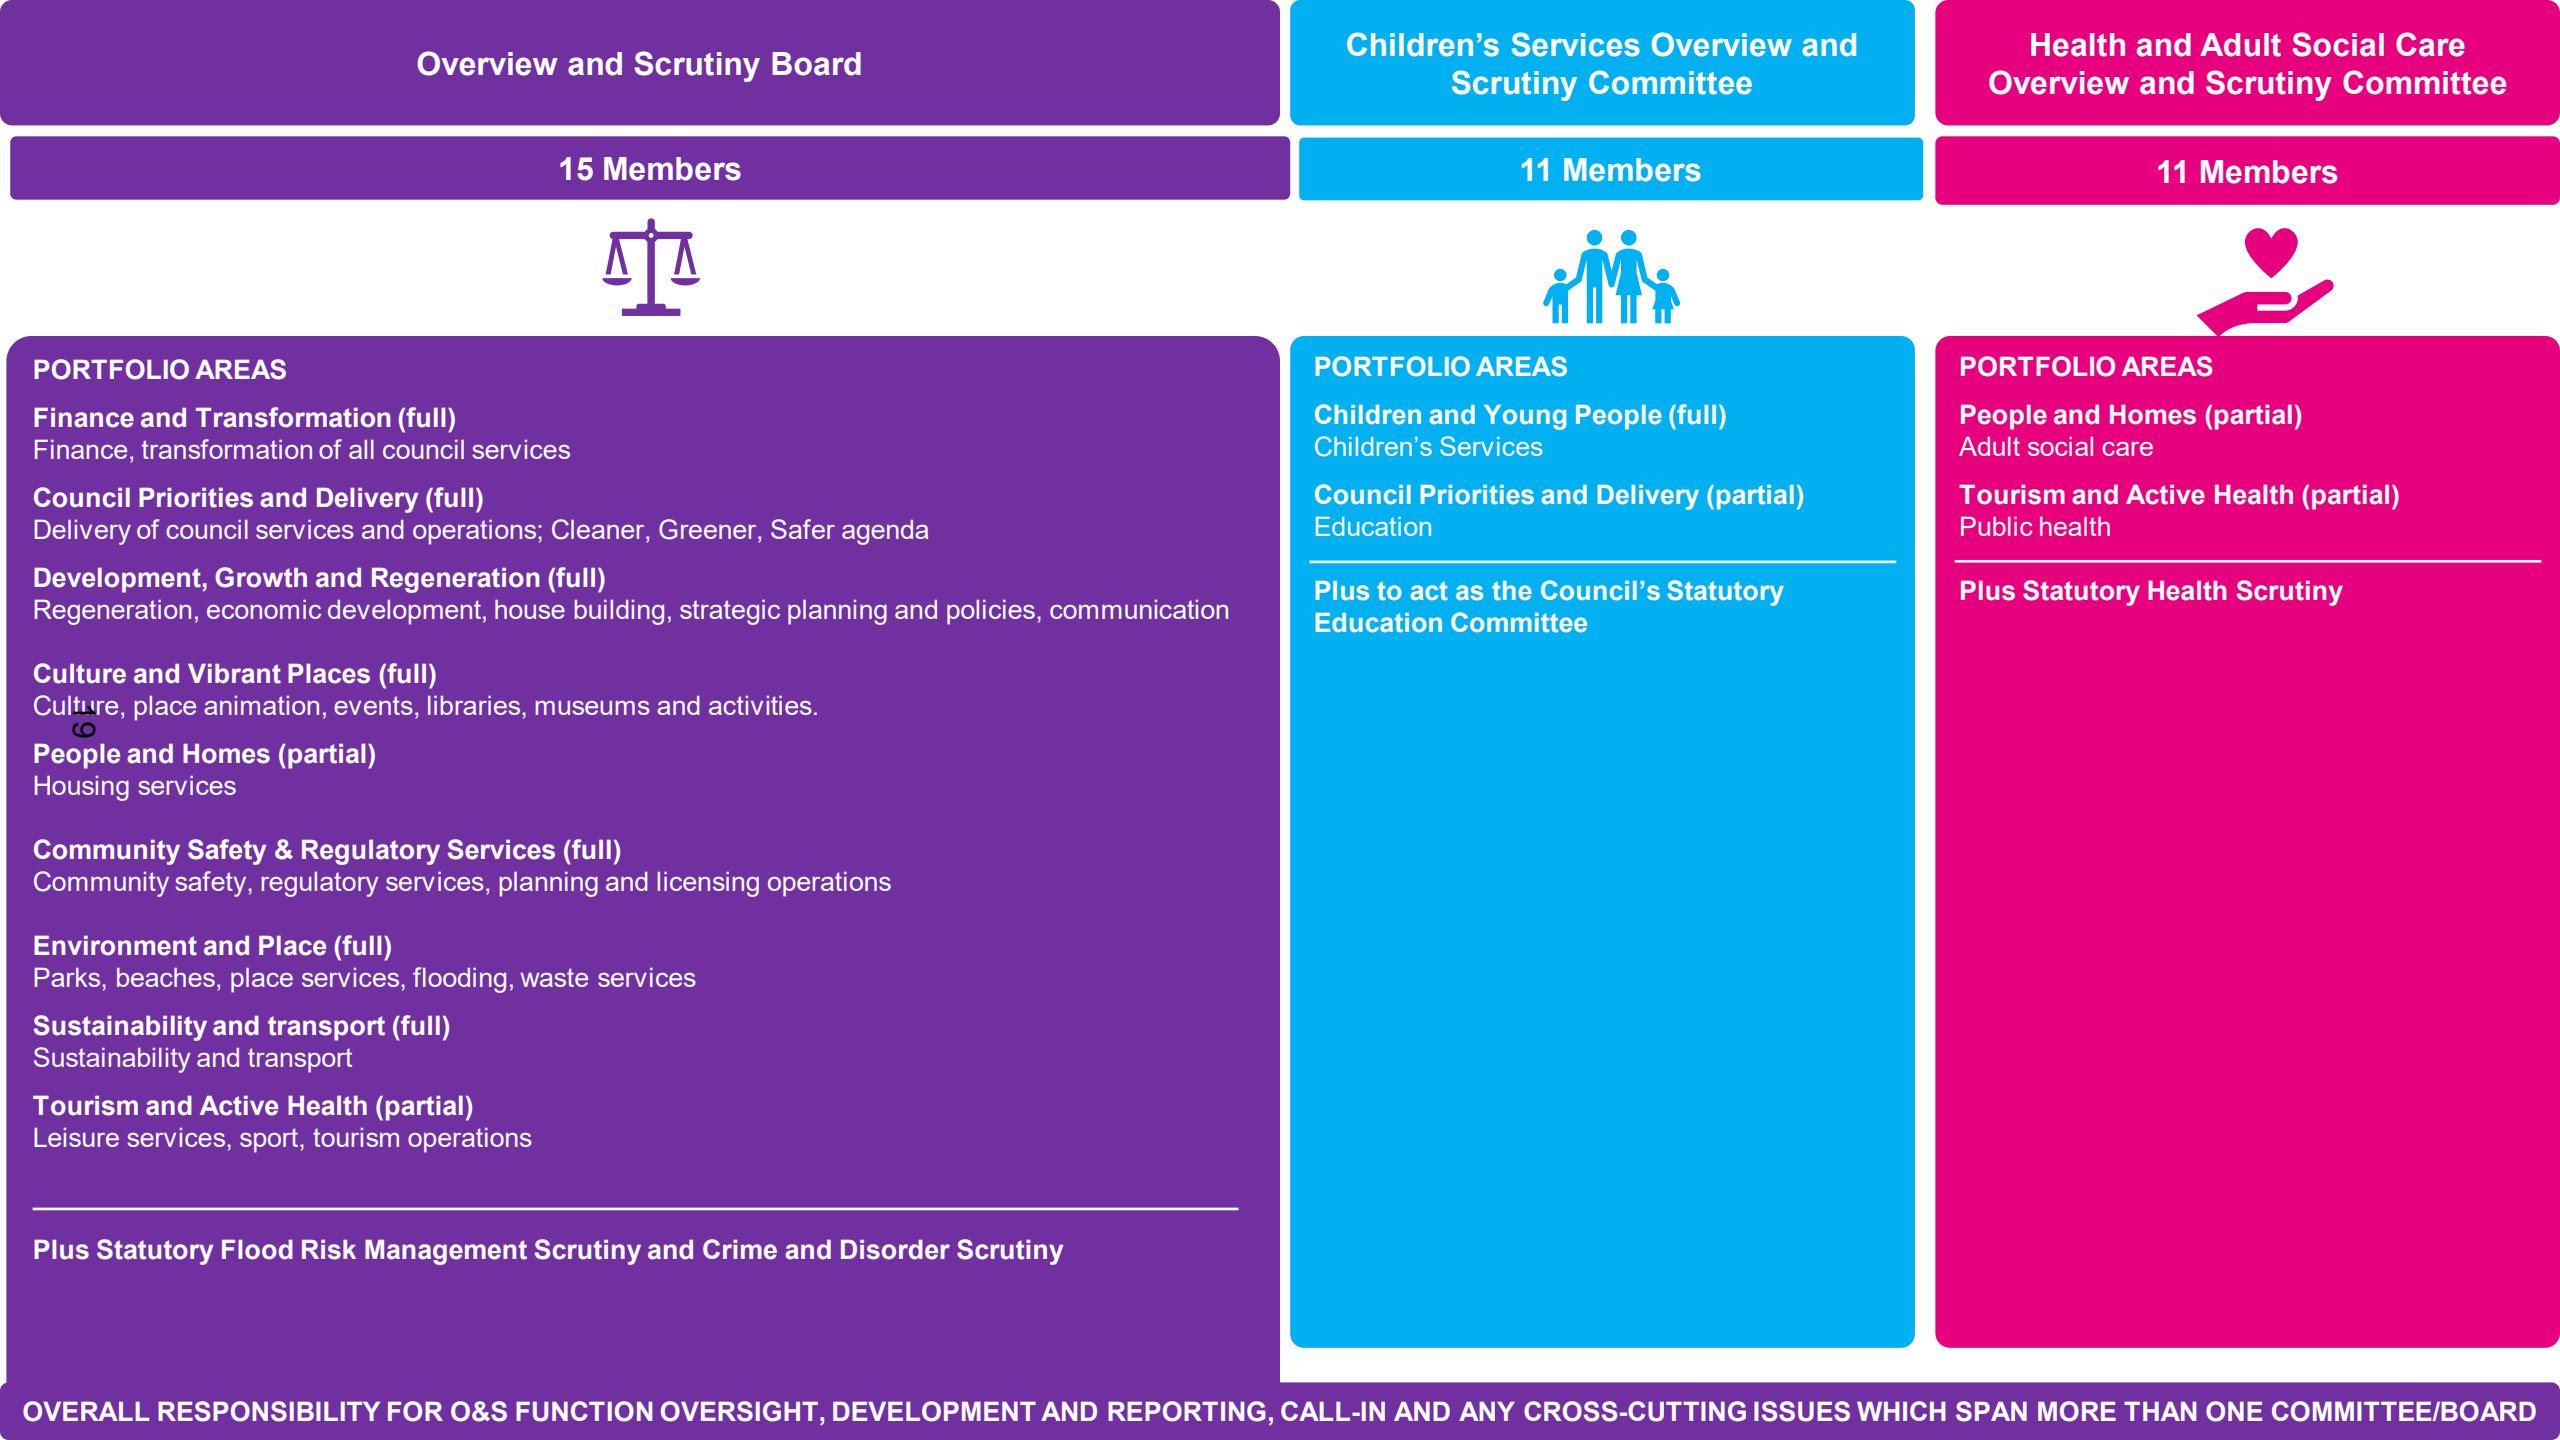 Overview and Scrutiny Board
15 Members
PORTFOLIO AREAS
Finance and Transformation (full)
Finance, transformation of all council services
Council Priorities and Delivery (full)
Delivery of council services and operations; Cleaner, Greener, Safer agenda
Development, Growth and Regeneration (full)
Regeneration, economic development, house building, strategic planning and policies, communication
Culture and Vibrant Places (full)
Culture, place animation, events, libraries, museums and activities.
19
People and Homes (partial)
Housing services
Community Safety & Regulatory Services (full)
Community safety, regulatory services, planning and licensing operations
Environment and Place (full)
Parks, beaches, place services, flooding, waste services
Sustainability and transport (full)
Sustainability and transport
Tourism and Active Health (partial)
Leisure services, sport, tourism operations
Plus Statutory Flood Risk Management Scrutiny and Crime and Disorder Scrutiny
Children’s Services Overview and
Scrutiny Committee
11 Members
PORTFOLIO AREAS
Children and Young People (full)
Children’s Services
Council Priorities and Delivery (partial)
Education
Plus to act as the Council’s Statutory
Education Committee
Health and Adult Social Care
Overview and Scrutiny Committee
11 Members
PORTFOLIO AREAS
People and Homes (partial)
Adult social care
Tourism and Active Health (partial)
Public health
Plus Statutory Health Scrutiny
OVERALL RESPONSIBILITY FOR O&S FUNCTION OVERSIGHT, DEVELOPMENT AND REPORTING, CALL-IN AND ANY CROSS-CUTTING ISSUES WHICH SPAN MORE THAN ONE COMMITTEE/BOARD